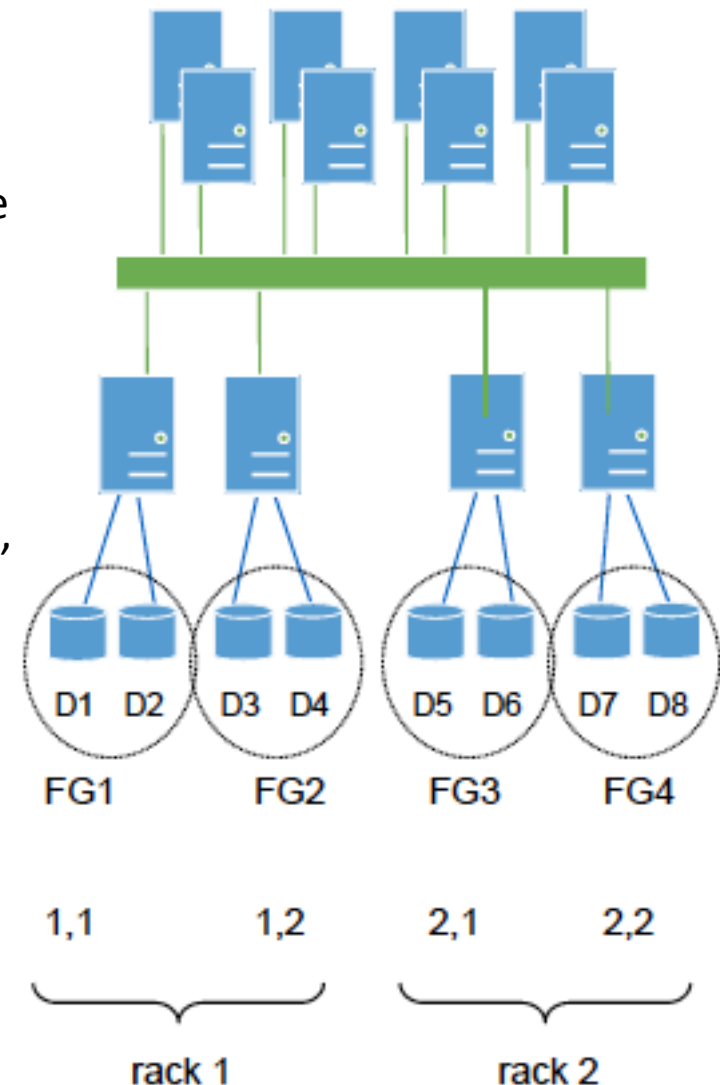 e
,
D1 D2 D3 D4 D5 D6 D7 D8
FG1 FG2 FG3 FG4
1,1 1,2 2,1 2,2
rack 1 rack 2